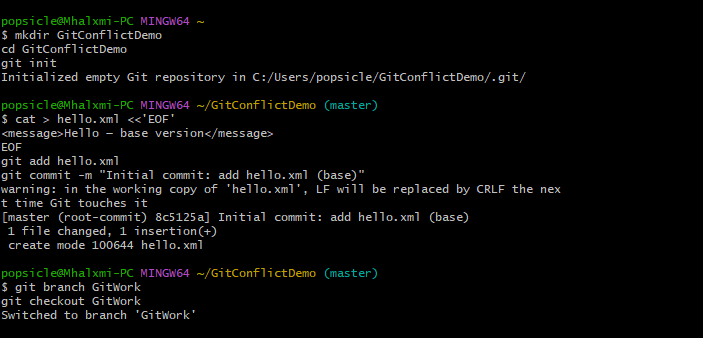 popsicle@Mhalxmi-PC MINGW64 ~
$ mkdir GitConflictDemo
cd GitConflictDemo
git init
Initialized empty Git repository in C:/Users/popsicle/GitConflictDemo/.git/
popsicle@Mhalxmi-PC MINGW64 ~/GitConflictDemo (master)
$ cat > hello.xml <<'EOF'
<message>Hello – base version</message>
EOF
git add hello.xml
git commit -m "Initial commit: add hello.xml (base)"
warning: in the working copy of 'hello.xml', LF will be replaced by CRLF the nex
t time Git touches it
[master (root-commit) 8c5125a] Initial commit: add hello.xml (base)
 1 file changed, 1 insertion(+)
 create mode 100644 hello.xml
popsicle@Mhalxmi-PC MINGW64 ~/GitConflictDemo (master)
$ git branch GitWork
git checkout GitWork
Switched to branch 'GitWork'